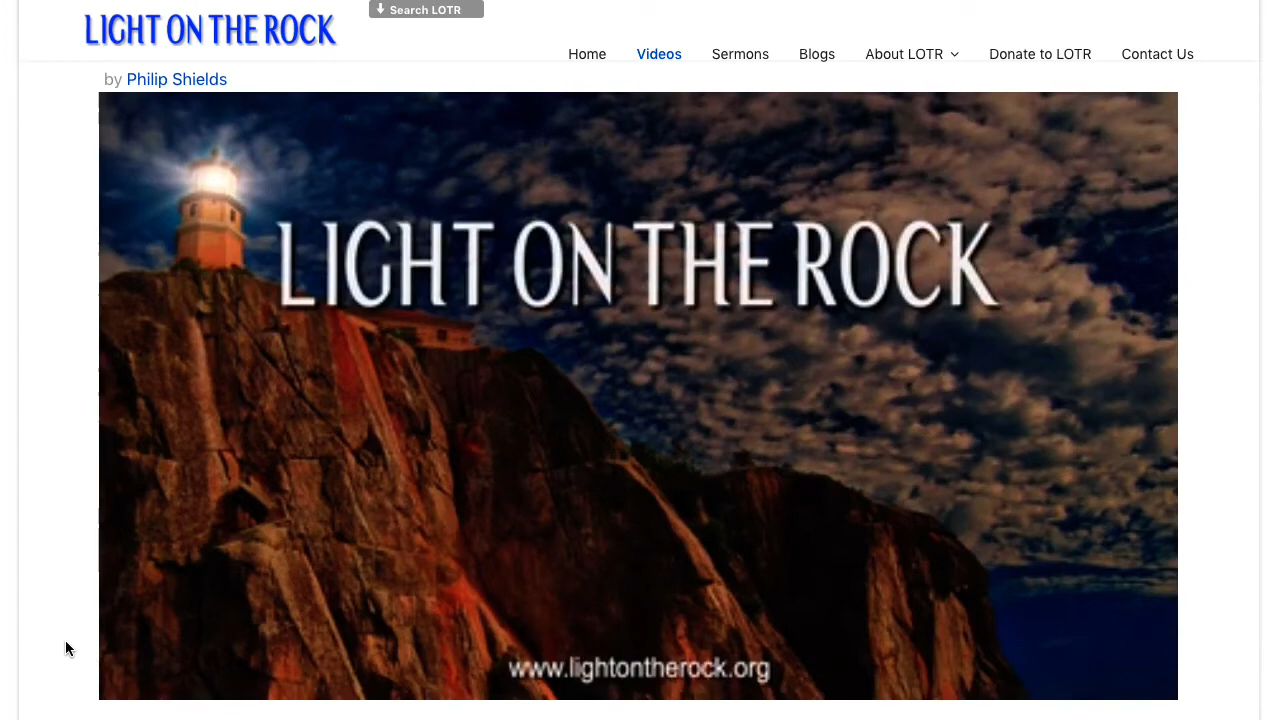 LIGHT ON THE ROCK
Search LOTR
Home Videos Sermons Blogs About LOTR Donate to LOTR Contact Us
by Philip Shields
LIGHT ON THE ROCK
www.lightontherock.org